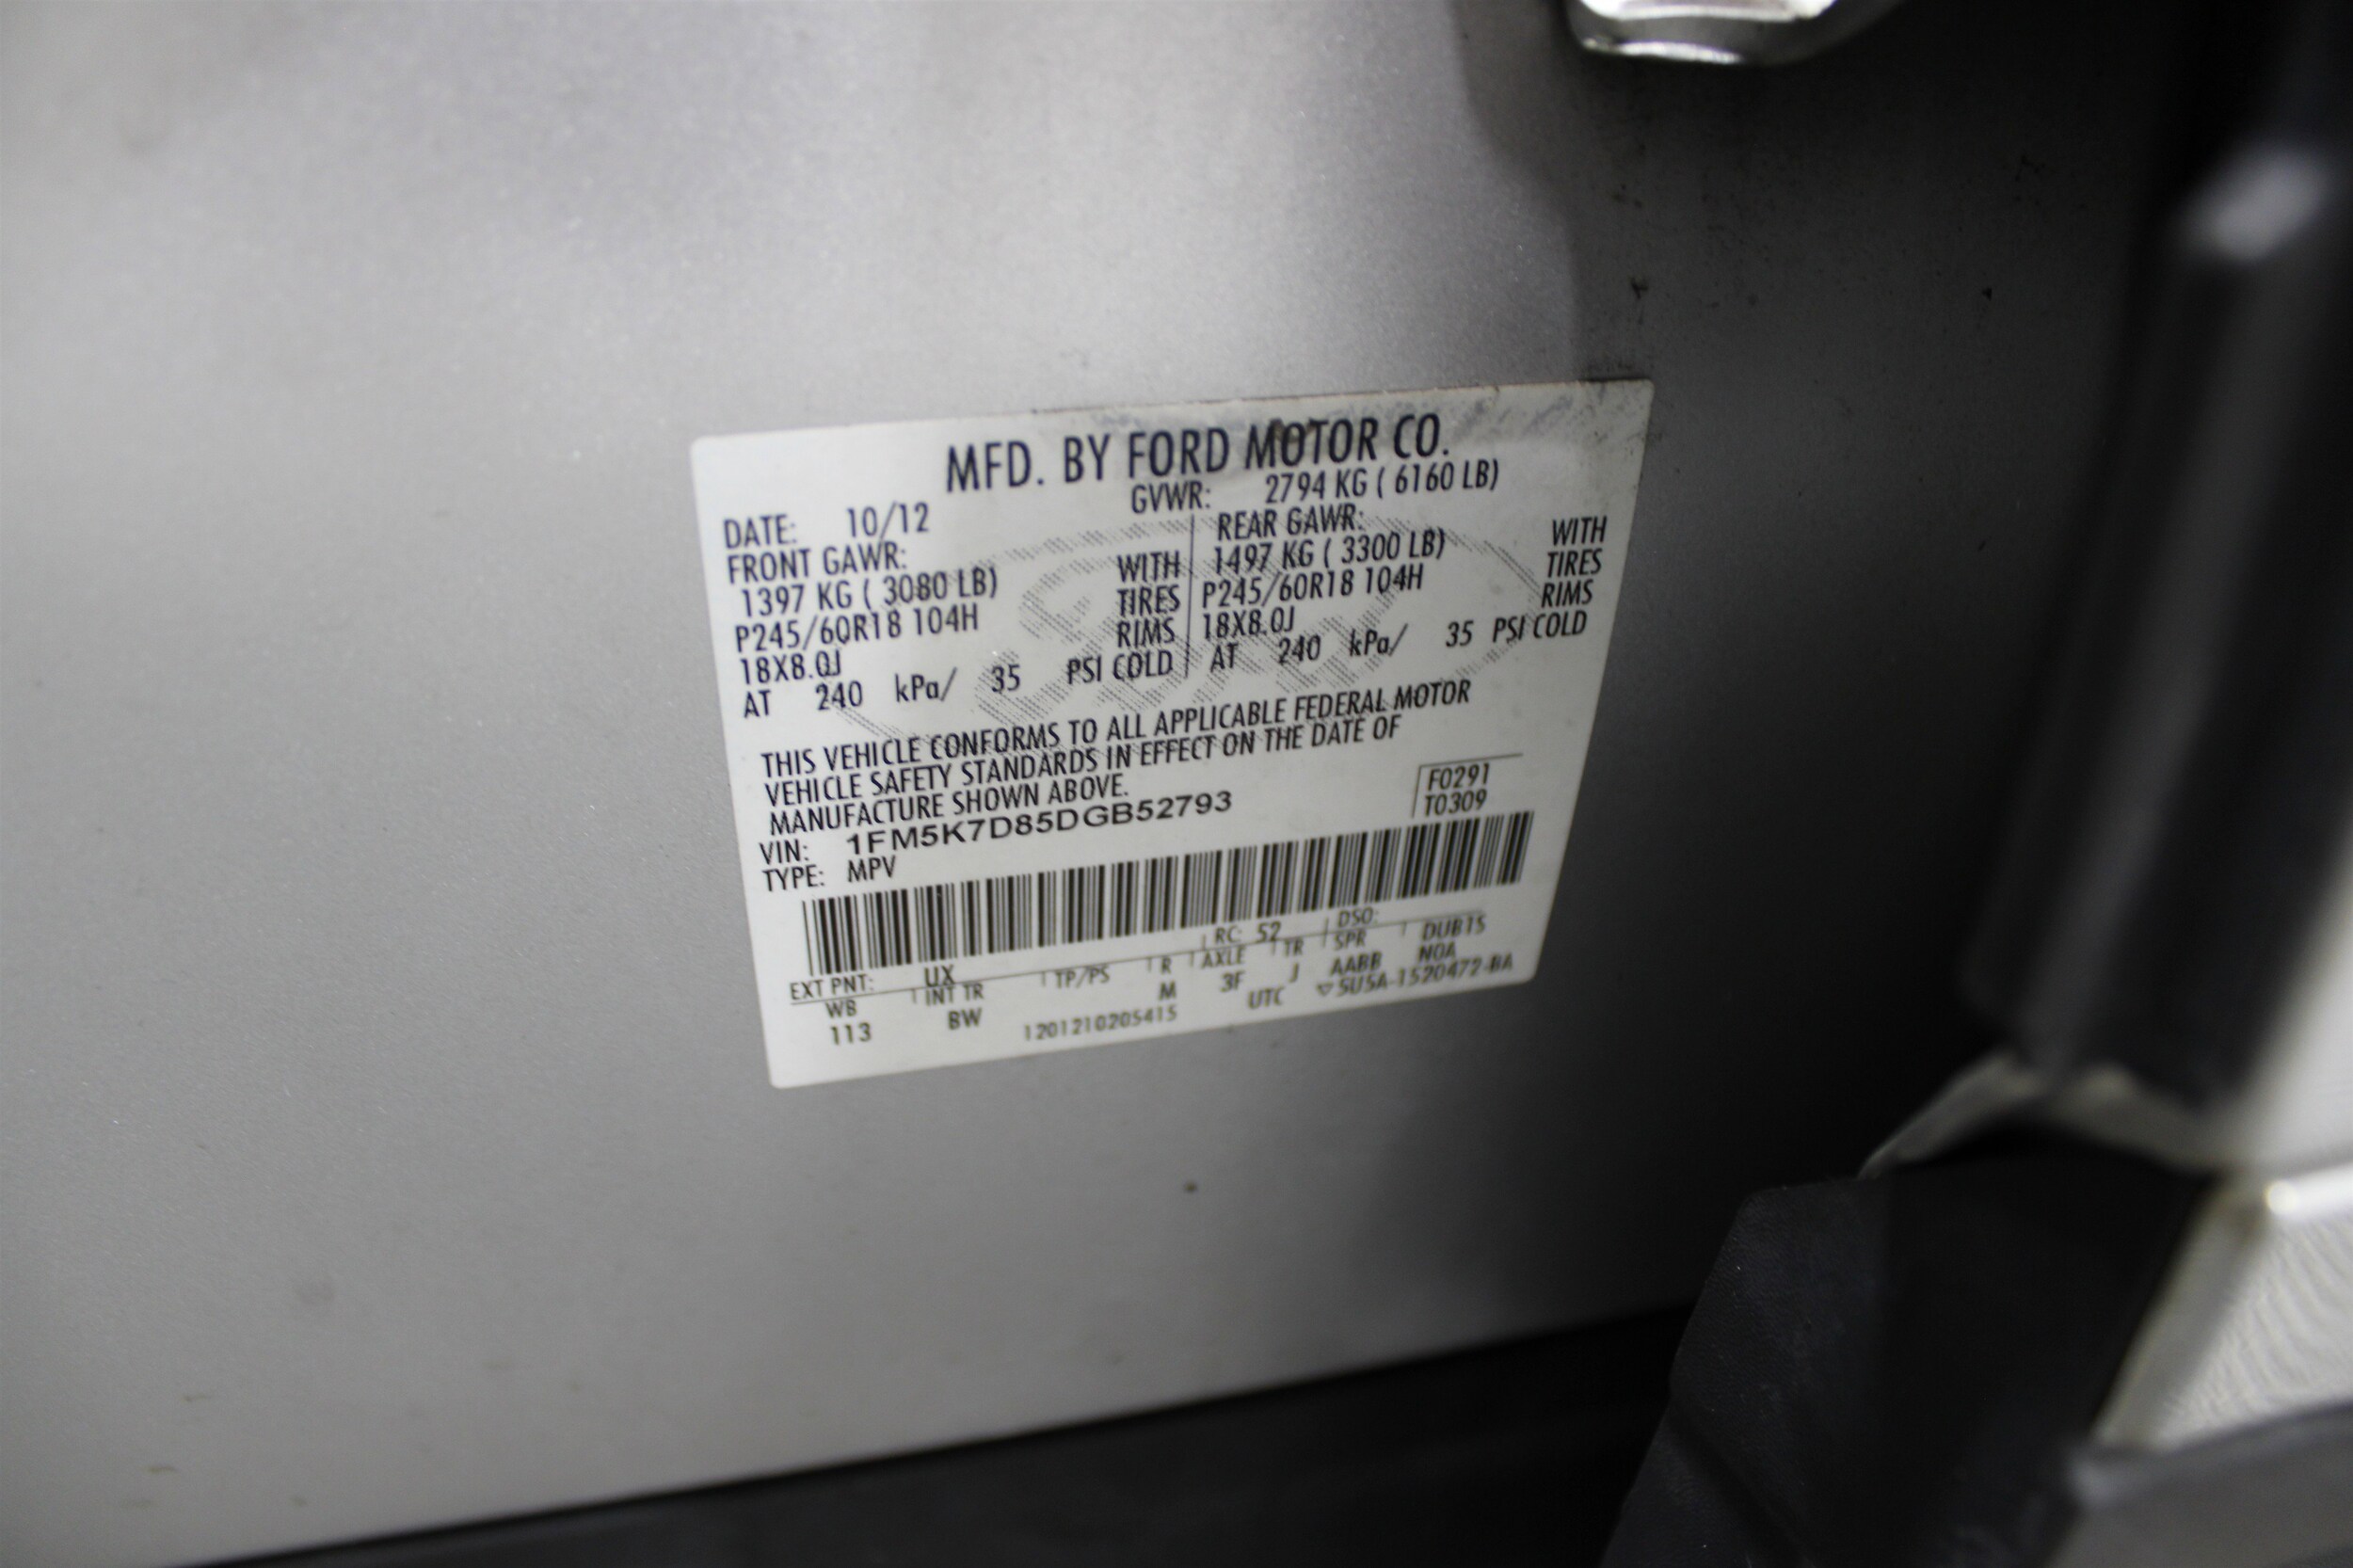 MFD. BY FORD MOTOR CO.
DATE: 10/12 GVWR: 2794 KG ( 6160 LB)
FRONT GAWR: REAR GAWR:
1397 KG ( 3080 LB) WITH 1497 KG ( 3300 LB) WITH
P245/60R18 104H TIRES P245/60R18 104H TIRES
18X8.0J RIMS 18X8.0J RIMS
AT 240 kPa/ 35 PSI COLD AT 240 kPa/ 35 PSI COLD
THIS VEHICLE CONFORMS TO ALL APPLICABLE FEDERAL MOTOR
VEHICLE SAFETY STANDARDS IN EFFECT ON THE DATE OF
MANUFACTURE SHOWN ABOVE.
F0291
VIN: 1FM5K7D85DGB52793 T0309
TYPE: MPV
EXT PNT: UX RC: 52 DSO:
WB INT TR TP/PS R AXLE TR SPR DUBTS
113 BW M 3F J AABB NOA
1201210205415 UTC ▽5U5A-1520472-BA
Ford